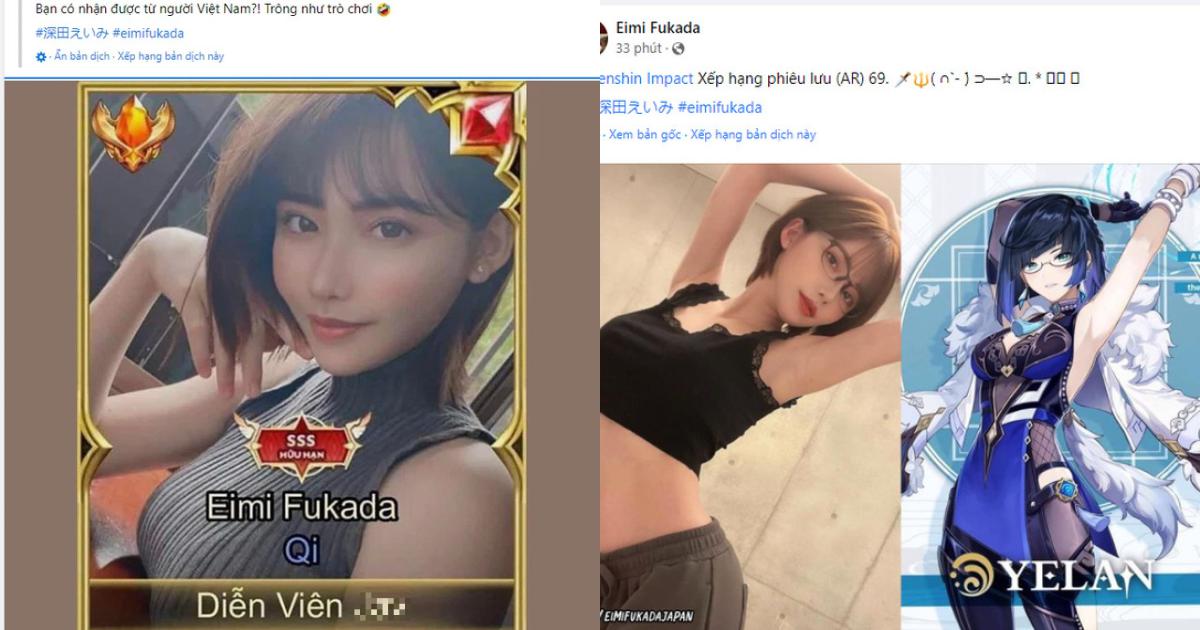 Bạn có nhận được từ người Việt Nam?! Trông như trò chơi 🤣
#深田えいみ #eimifukada
· Ẩn bản dịch · Xếp hạng bản dịch này
SSS
HỮU HẠN
Eimi Fukada
Qi
Diễn Viên
Eimi Fukada
33 phút ·
enshin Impact Xếp hạng phiêu lưu (AR) 69.
深田えいみ #eimifukada
· Xem bản gốc · Xếp hạng bản dịch này
/EIMIFUKADAJAPAN
A
the
YELAN